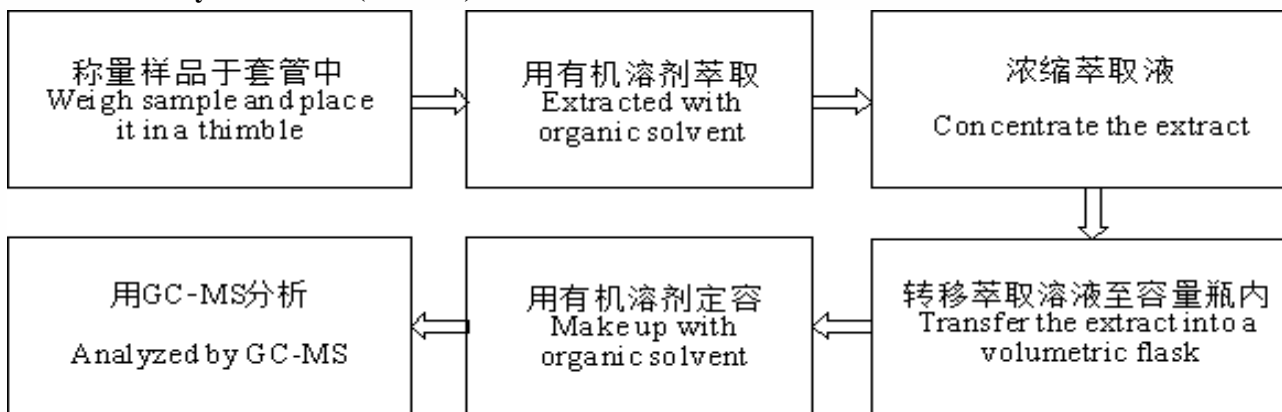 称量样品于套管中
Weigh sample and place
it in a thimble
用有机溶剂萃取
Extracted with
organic solvent
浓缩萃取液
Concentrate the extract
转移萃取溶液至容量瓶内
Transfer the extract into a
volumetric flask
用有机溶剂定容
Make up with
organic solvent
用GC-MS分析
Analyzed by GC-MS